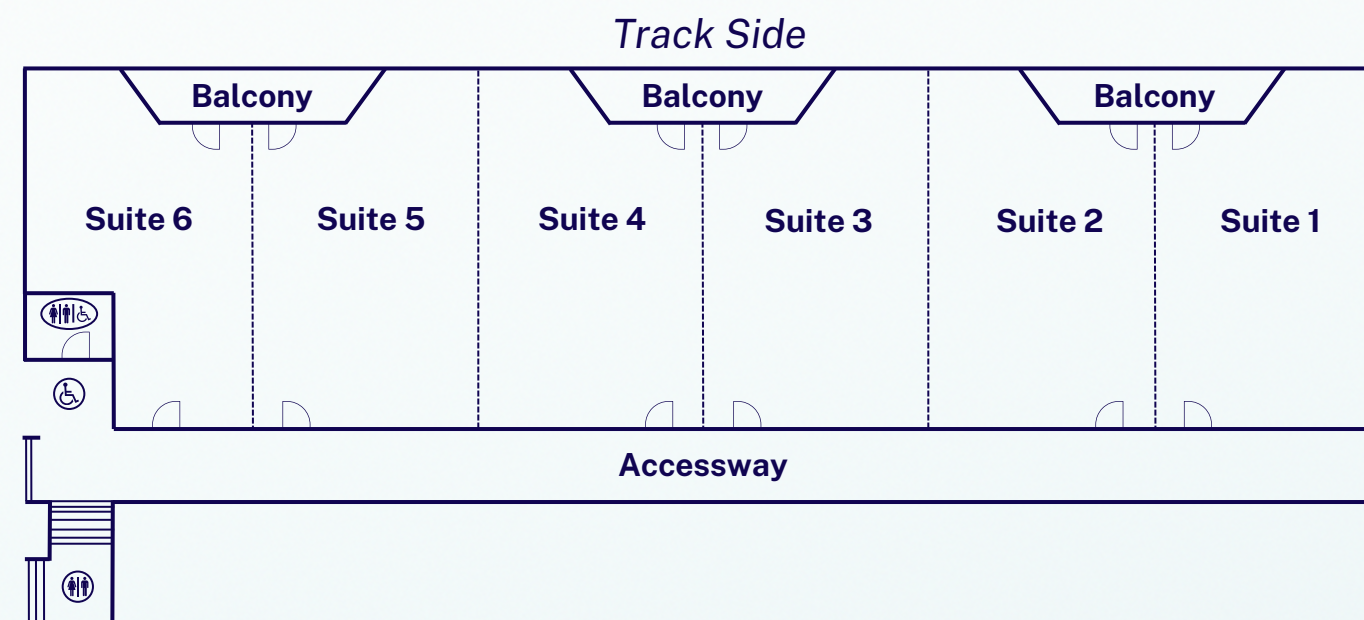 Track Side
Balcony
Balcony
Balcony
Suite 6
Suite 5
Suite 4
Suite 3
Suite 2
Suite 1
Accessway